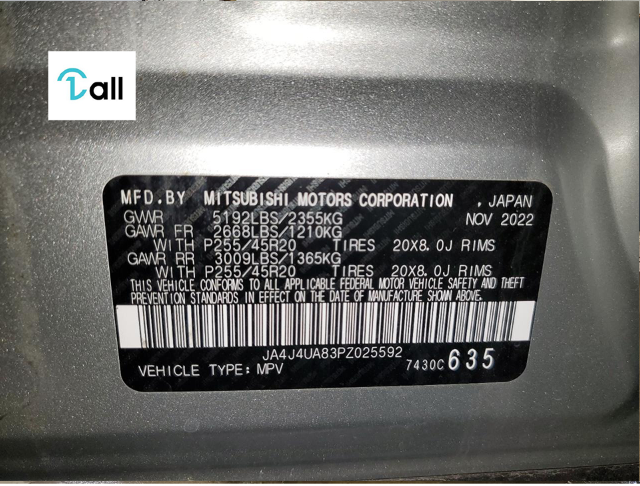 1all
MFD.BY MITSUBISHI MOTORS CORPORATION , JAPAN
GVWR 5192LBS/2355KG NOV 2022
GAWR FR 2668LBS/1210KG
WITH P255/45R20 TIRES 20X8.0J RIMS
GAWR RR 3009LBS/1365KG
WITH P255/45R20 TIRES 20X8.0J RIMS
THIS VEHICLE CONFORMS TO ALL APPLICABLE FEDERAL MOTOR VEHICLE SAFETY AND THEFT
PREVENTION STANDARDS IN EFFECT ON THE DATE OF MANUFACTURE SHOWN ABOVE.
JA4J4UA83PZ025592
VEHICLE TYPE: MPV 7430C 635